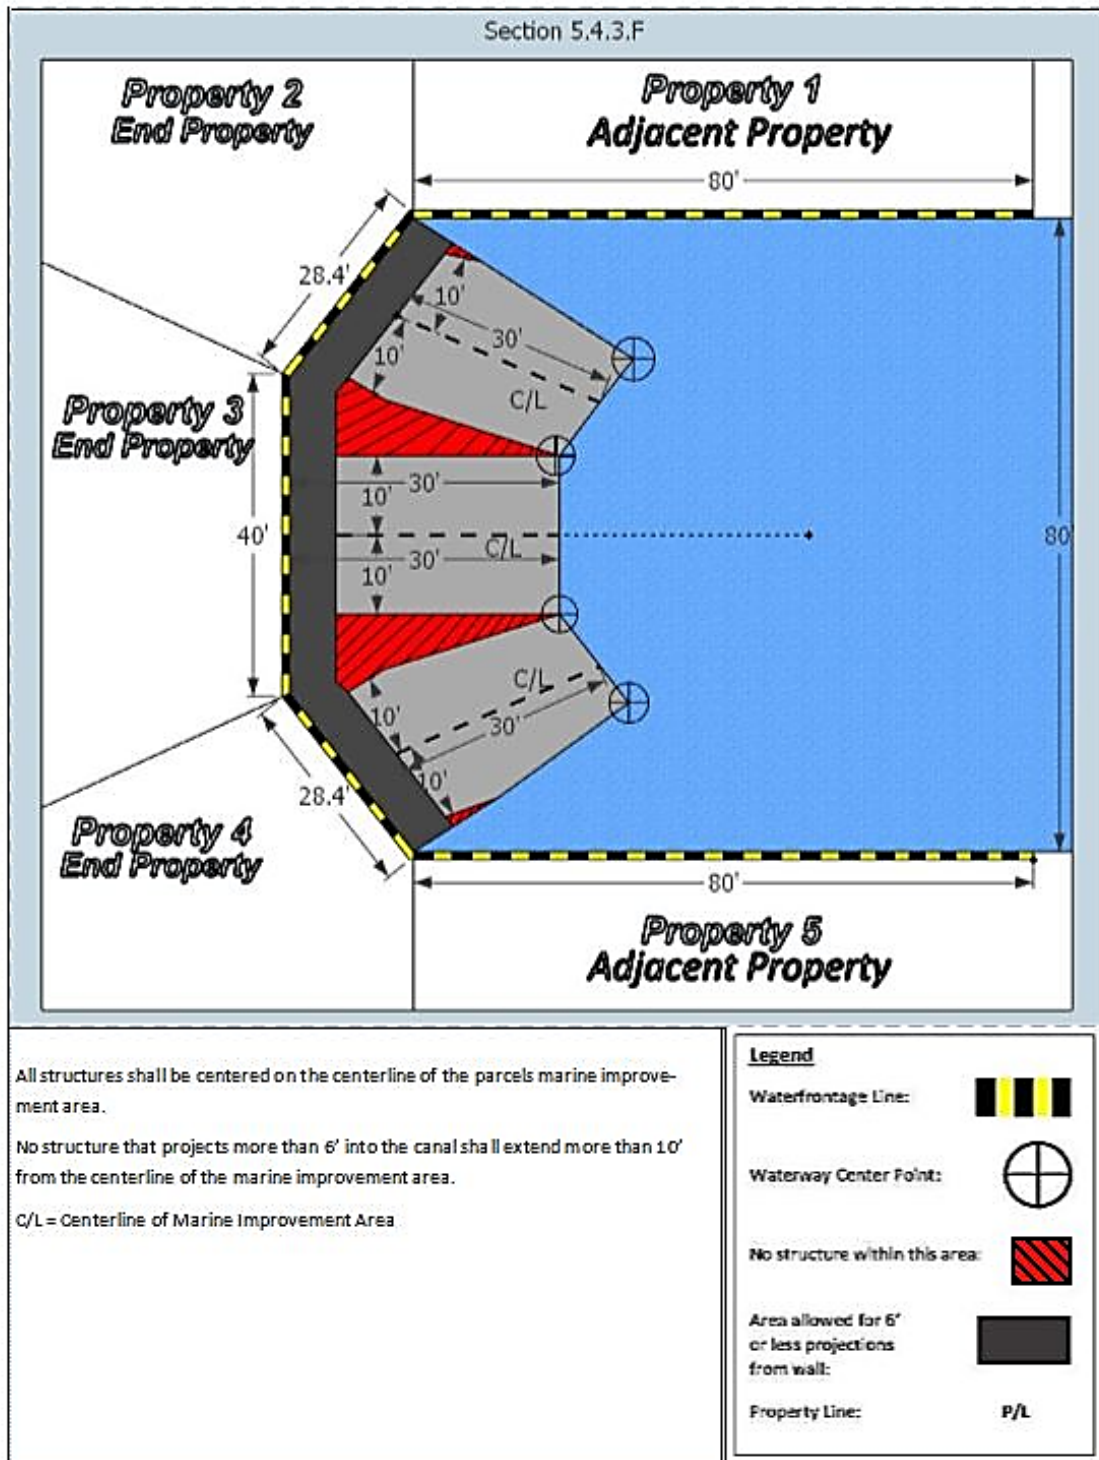 Section 5.4.3.F
Property 2
End Property
Property 1
Adjacent Property
80'
28.4'
10'
30'
10'
C/L
Property 3
End Property
40'
10'
30'
C/L
30'
10'
80'
C/L
10'
30'
10'
28.4'
Property 4
End Property
80'
Property 5
Adjacent Property
All structures shall be centered on the centerline of the parcels marine improve-
ment area.
No structure that projects more than 6' into the canal shall extend more than 10'
from the centerline of the marine improvement area.
C/L = Centerline of Marine Improvement Area
Legend
Waterfrontage Line:
Waterway Center Point:
No structure within this area:
Area allowed for 6'
or less projections
from wall:
Property Line: P/L